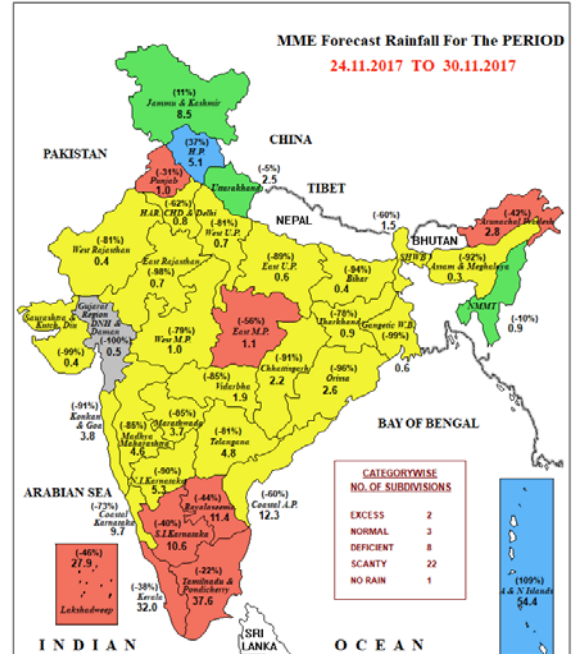 MME Forecast Rainfall For The PERIOD
24.11.2017 TO 30.11.2017
(11%)
Jammu & Kashmir
8.5
CHINA
PAKISTAN
(37%)
H.P.
5.1
(-31%)
Punjab
1.0
(-5%)
2.5
Uttarakhand
TIBET
(-62%)
HAR. CHD & Delhi
0.8
(-81%)
West U.P.
0.7
NEPAL
(-60%)
1.5
BHUTAN
(-42%)
Arunachal Pradesh
2.8
(-81%)
West Rajasthan
0.4
East Rajasthan
(-98%)
0.7
(-89%)
East U.P.
0.6
(-94%)
Bihar
0.4
SHWB
(-92%)
Assam & Meghalaya
0.3
NMMT
(-10%)
0.9
Saurashtra &
Kutch, Diu
(-99%)
0.4
Gujarat
Region
DNH &
Daman
(-100%)
0.5
(-79%)
West M.P.
1.0
(-56%)
East M.P.
1.1
(-78%)
Jharkhand
0.9
Gangetic W.B.
(-99%)
0.6
(-91%)
Chhattisgarh
2.2
(-96%)
Orissa
2.6
(-85%)
Vidarbha
1.9
(-91%)
Konkan
& Goa
3.8
(-86%)
Madhya
Maharashtra
4.6
(-85%)
Marathwada
3.7
(-81%)
Telangana
4.8
BAY OF BENGAL
ARABIAN SEA
(-90%)
N.I.Karnataka
5.3
(-73%)
Coastal
Karnataka
9.7
(-44%)
Rayalaseema
11.4
(-60%)
Coastal A.P.
12.3
(-40%)
S.I.Karnataka
10.6
CATEGORYWISE
NO. OF SUBDIVISIONS
EXCESS 2
NORMAL 3
DEFICIENT 8
SCANTY 22
NO RAIN 1
(-46%)
27.9
Lakshadweep
(-38%)
Kerala
32.0
(-22%)
Tamilnadu &
Pondicherry
37.6
(109%)
A & N Islands
54.4
SRI
LANKA
INDIAN OCEAN